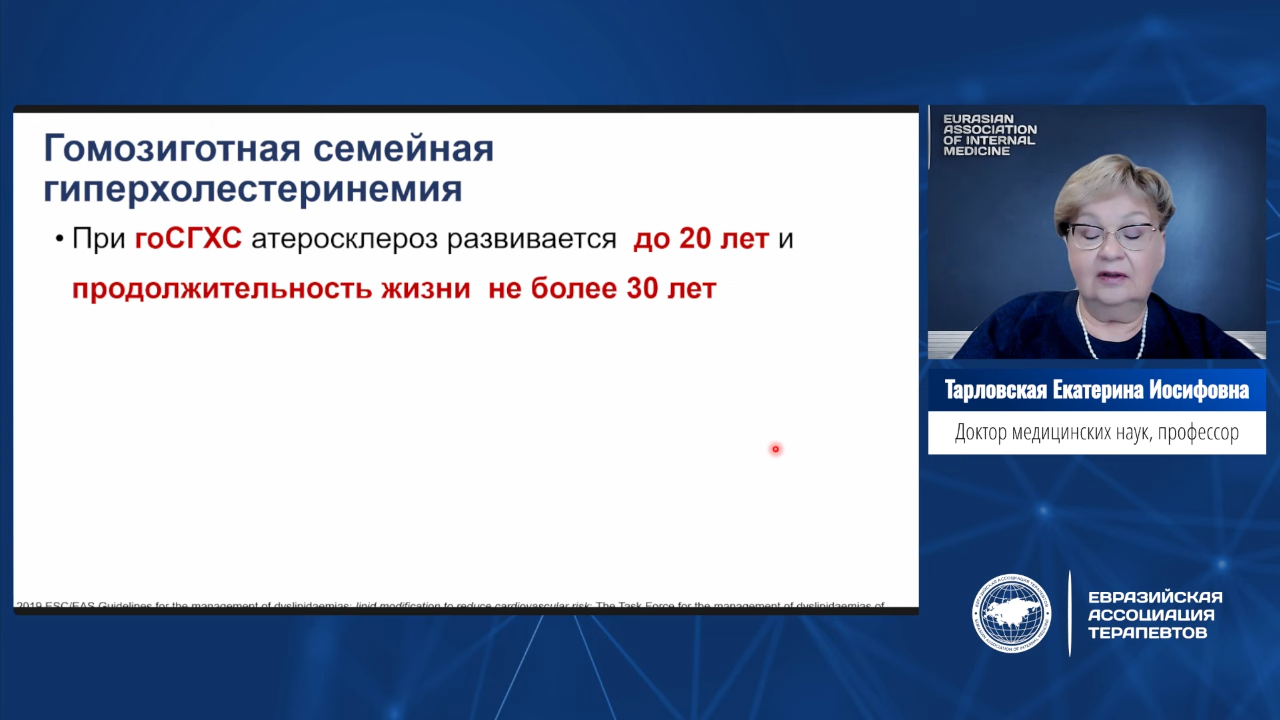 Гомозиготная семейная
гиперхолестеринемия
• При гоСГХС атеросклероз развивается до 20 лет и
продолжительность жизни не более 30 лет
2019 ESC/EAS Guidelines for the management of dyslipidaemias: lipid modification to reduce cardiovascular risk: The Task Force for the management of dyslipidaemias of
EURASIAN
ASSOCIATION
OF INTERNAL
MEDICINE
Тарловская Екатерина Иосифовна
Доктор медицинских наук, профессор
ЕВРАЗИЙСКАЯ
АССОЦИАЦИЯ
ТЕРАПЕВТОВ